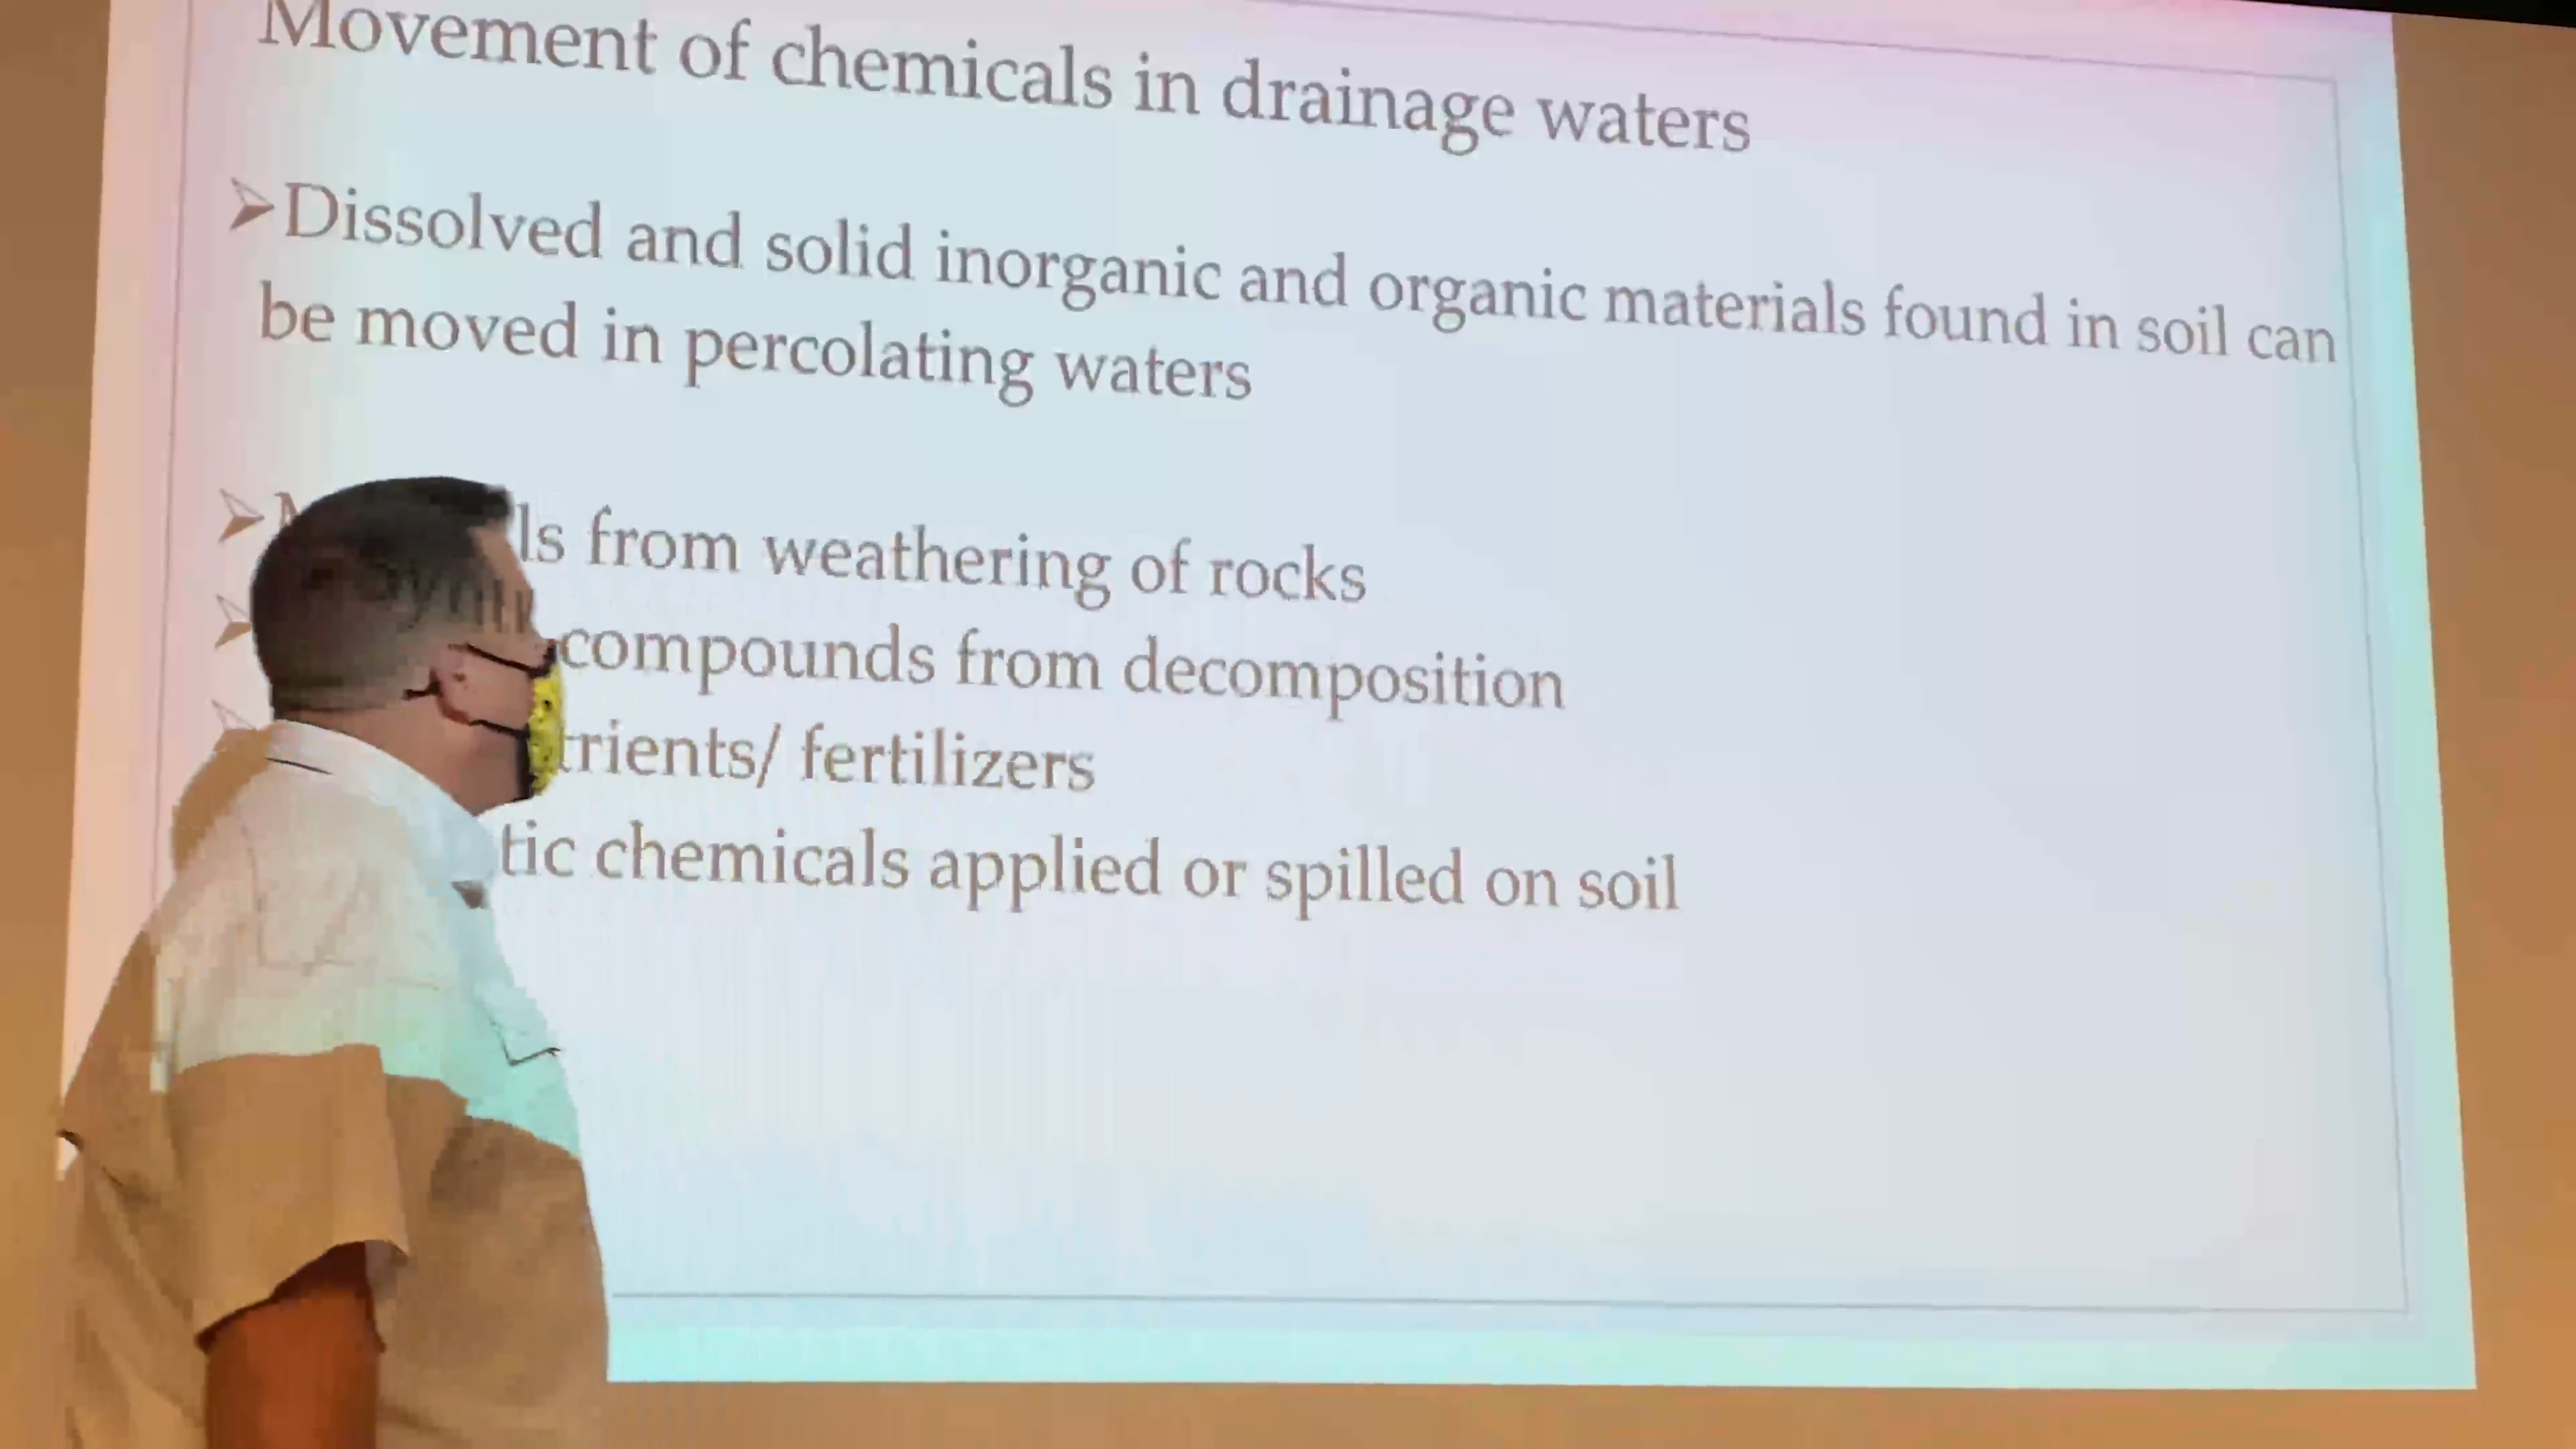 Movement of chemicals in drainage waters
➤Dissolved and solid inorganic and organic materials found in soil can
be moved in percolating waters
➤ ls from weathering of rocks
➤ compounds from decomposition
➤ trients/ fertilizers
tic chemicals applied or spilled on soil